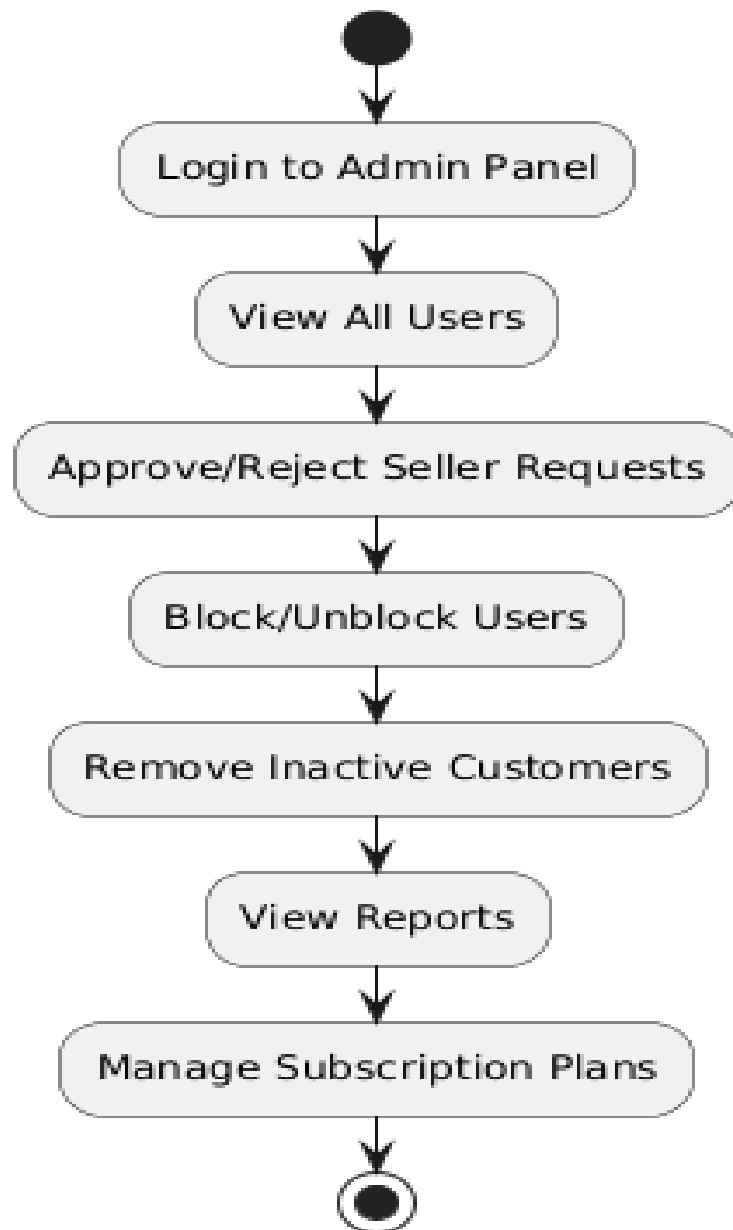 Login to Admin Panel
View All Users
Approve/Reject Seller Requests
Block/Unblock Users
Remove Inactive Customers
View Reports
Manage Subscription Plans